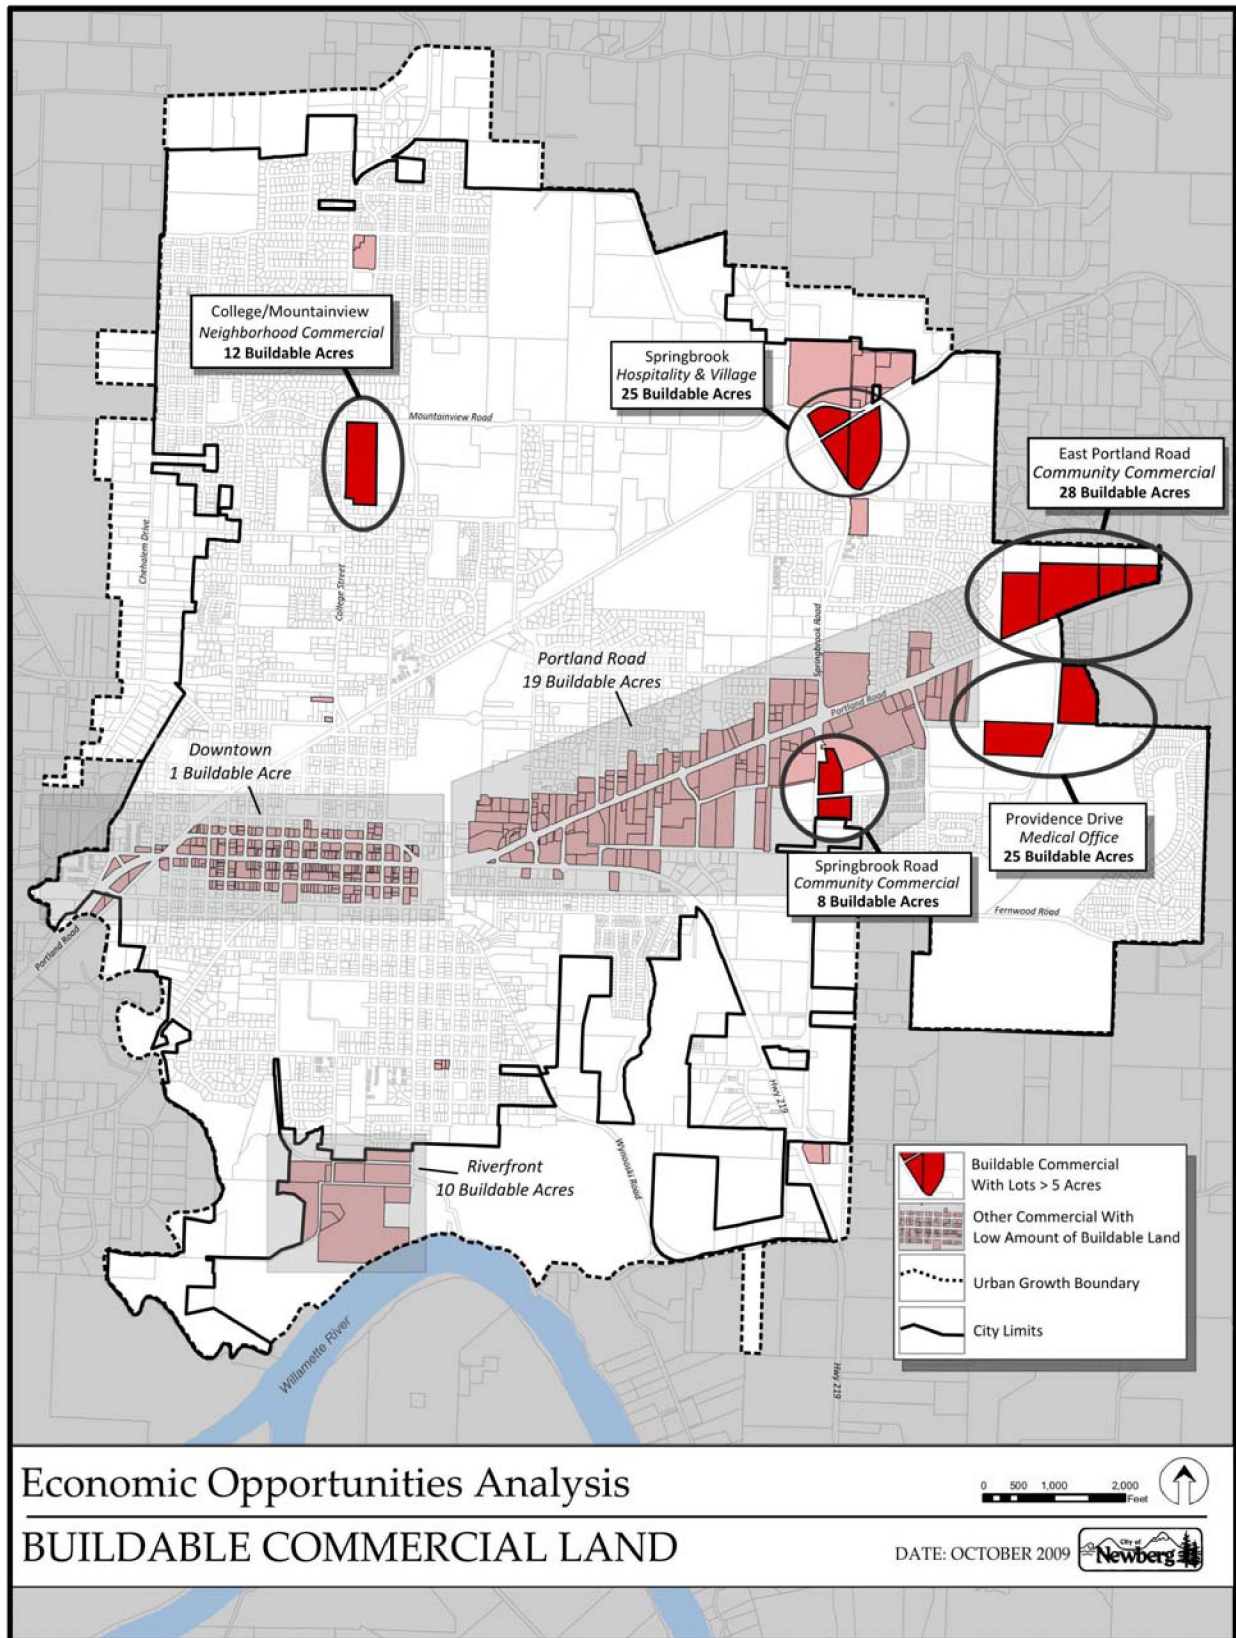 College/Mountainview
Neighborhood Commercial
12 Buildable Acres
Springbrook
Hospitality & Village
25 Buildable Acres
Mountainview Road
East Portland Road
Community Commercial
28 Buildable Acres
Chehalem Drive
College Street
Springbrook Road
Portland Road
19 Buildable Acres
Portland Road
Downtown
1 Buildable Acre
Providence Drive
Medical Office
25 Buildable Acres
Springbrook Road
Community Commercial
8 Buildable Acres
Fernwood Road
Portland Road
Hwy 219
Wynooski Road
Riverfront
10 Buildable Acres
Buildable Commercial
With Lots > 5 Acres
Other Commercial With
Low Amount of Buildable Land
Urban Growth Boundary
City Limits
Willamette River
Hwy 219
Economic Opportunities Analysis
0 500 1,000 2,000
Feet
BUILDABLE COMMERCIAL LAND
DATE: OCTOBER 2009
City of
Newberg